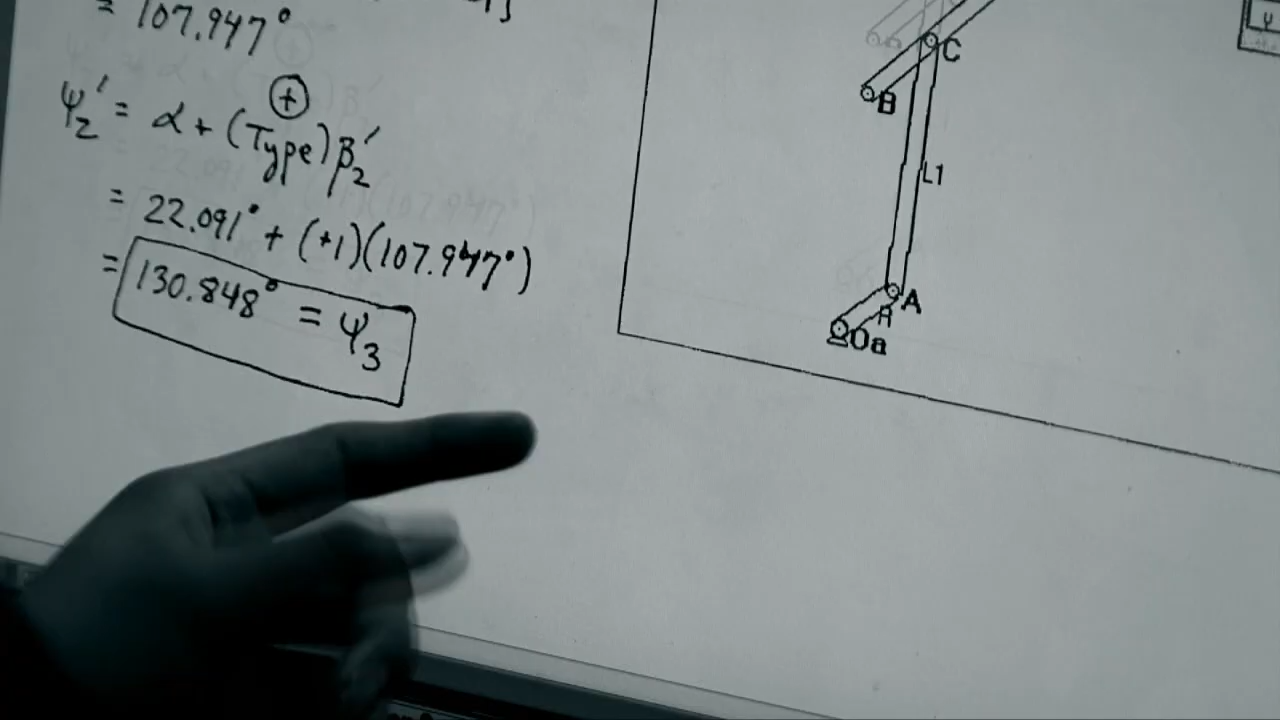 = 107.947°
ψ₂' = α + (Type) β₂'
⊕
= 22.091° + (+1)(107.947°)
= 130.848° = ψ₃
C
B
L1
A
A
Oa
ψ